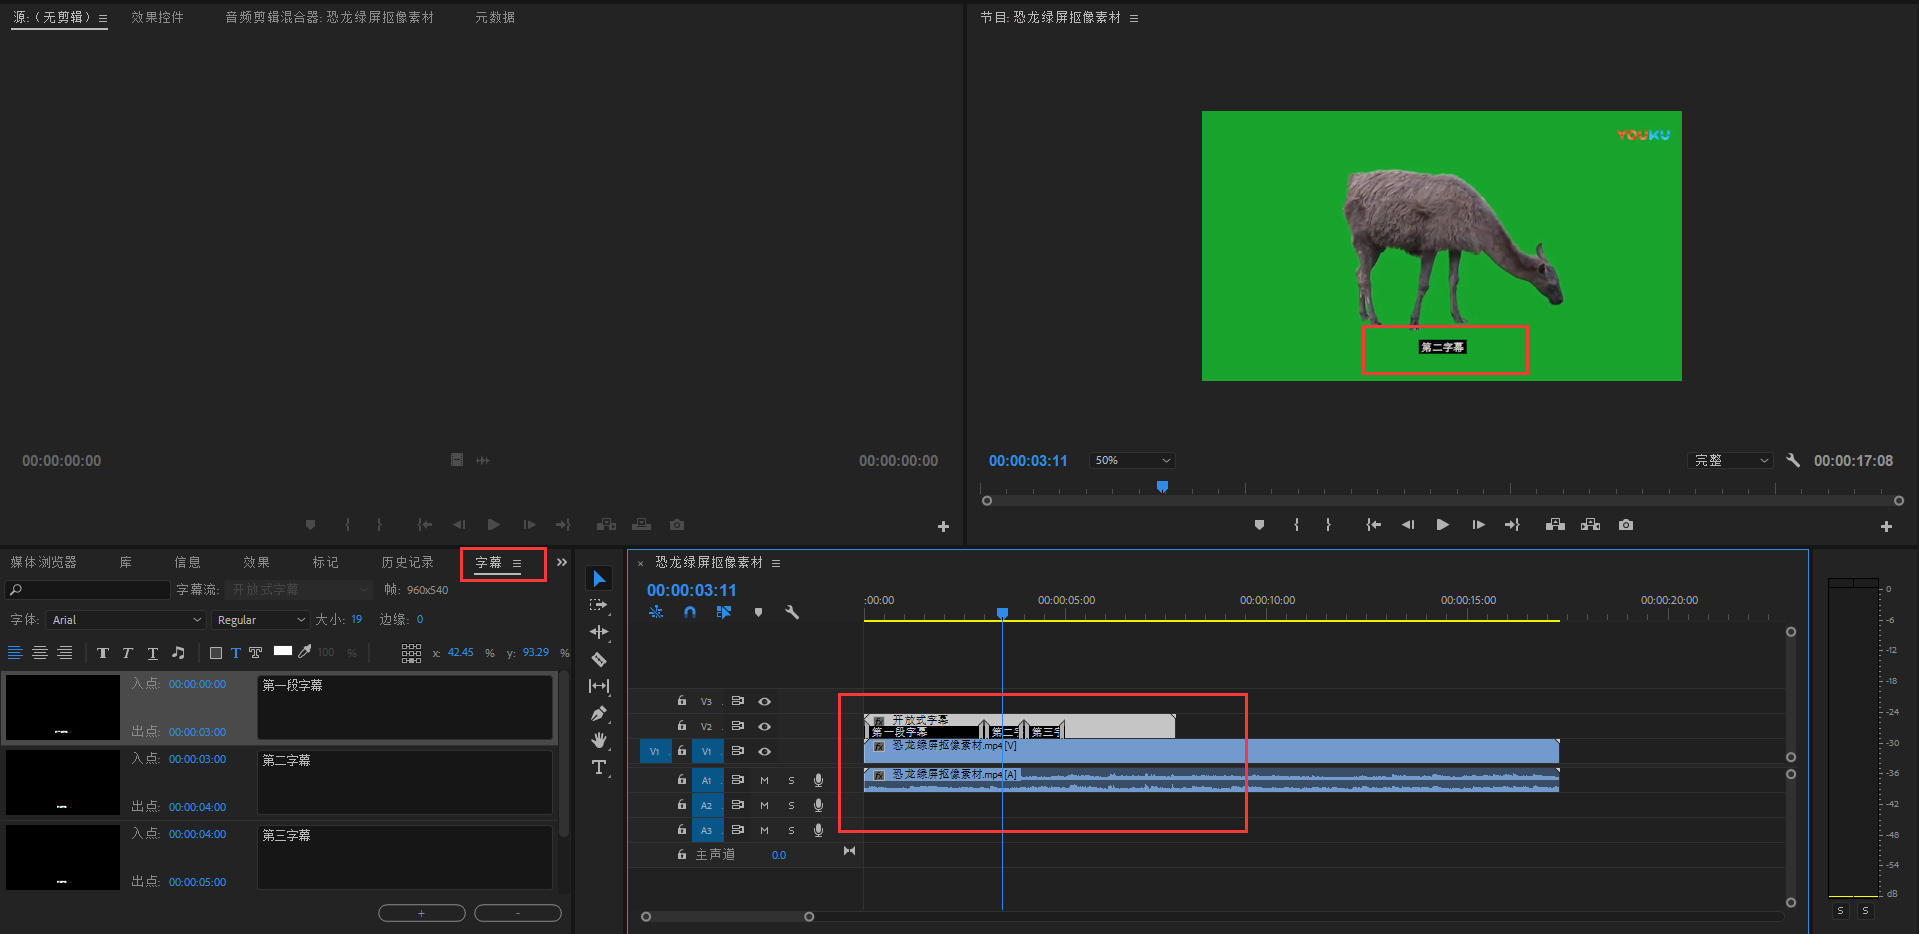 源:（无剪辑） 效果控件 音频剪辑混合器: 恐龙绿屏抠像素材 元数据
节目: 恐龙绿屏抠像素材
YOUKU
第二字幕
00:00:00:00 00:00:00:00
00:00:03:11 50% 完整 00:00:17:08
媒体浏览器 库 信息 效果 标记 历史记录 字幕
字幕流: 开放式字幕 帧: 960x540
字体: Arial Regular 大小: 19 边缘: 0
T T T T 100 % x: 42.45 % y: 93.29 %
入点: 00:00:00:00 第一段字幕
出点: 00:00:03:00
入点: 00:00:03:00 第二字幕
出点: 00:00:04:00
入点: 00:00:04:00 第三字幕
出点: 00:00:05:00
+ -
T
× 恐龙绿屏抠像素材
00:00:03:11
:00:00 00:00:05:00 00:00:10:00 00:00:15:00 00:00:20:00
V3
V2 fx 开放式字幕
第一段字幕 第二字 第三字
V1 V1 fx 恐龙绿屏抠像素材.mp4 [V]
A1 M S fx 恐龙绿屏抠像素材.mp4 [A]
A2 M S
A3 M S
主声道 0.0
0
-6
-12
-18
-24
-30
-36
-42
-48
-54
dB
S S